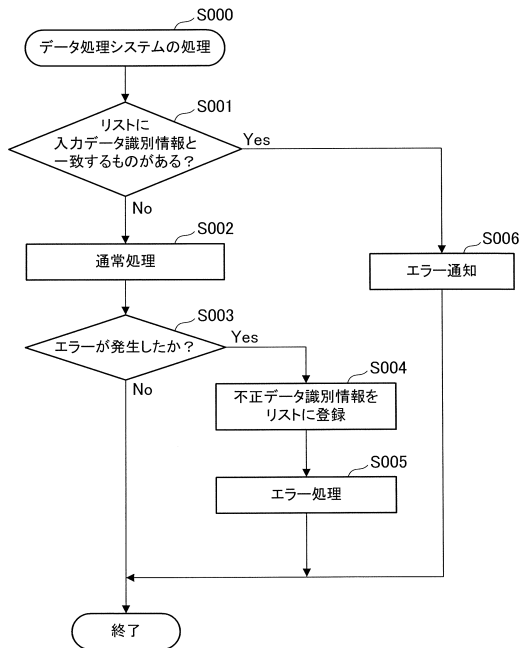 S000
データ処理システムの処理
S001
リストに
入力データ識別情報と
一致するものがある？
Yes
No
S002
通常処理
S006
エラー通知
S003
エラーが発生したか？
Yes
No
S004
不正データ識別情報を
リストに登録
S005
エラー処理
終了